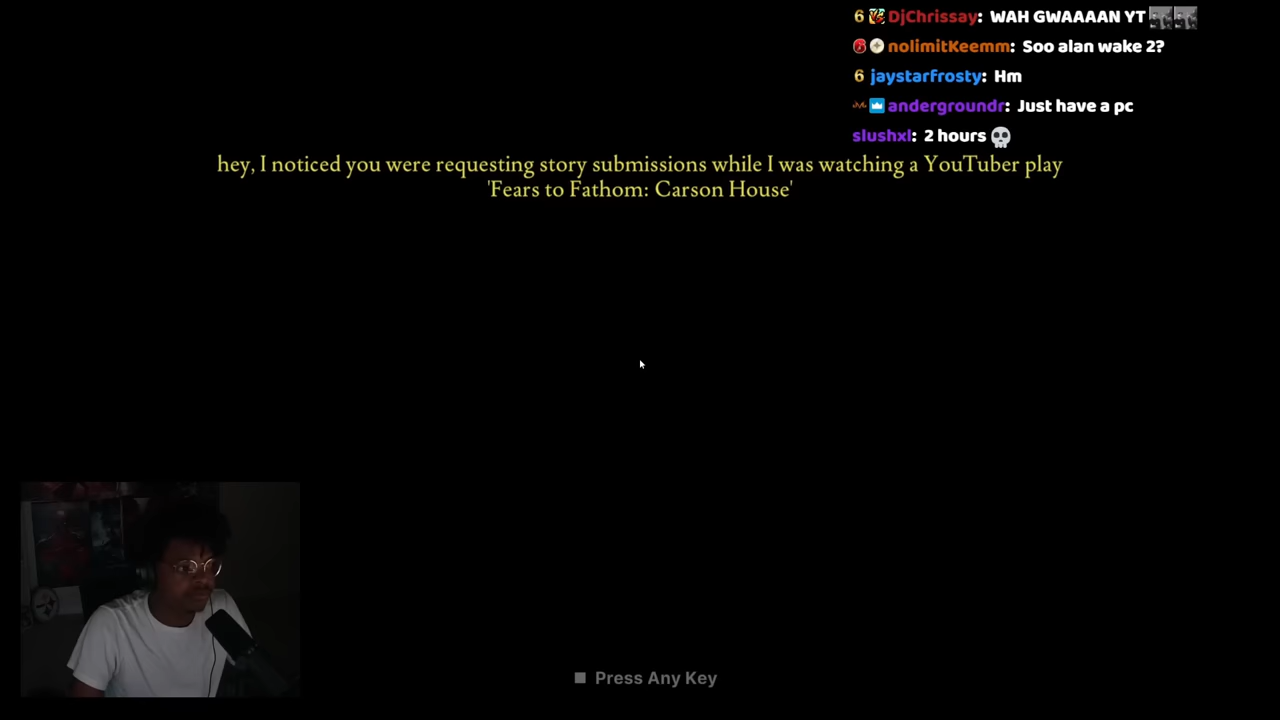 DjChrissay: WAH GWAAAAN YT
nolimitKeemm: Soo alan wake 2?
6 jaystarfrosty: Hm
andergroundr: Just have a pc
slushxl: 2 hours
hey, I noticed you were requesting story submissions while I was watching a YouTuber play
'Fears to Fathom: Carson House'
Press Any Key